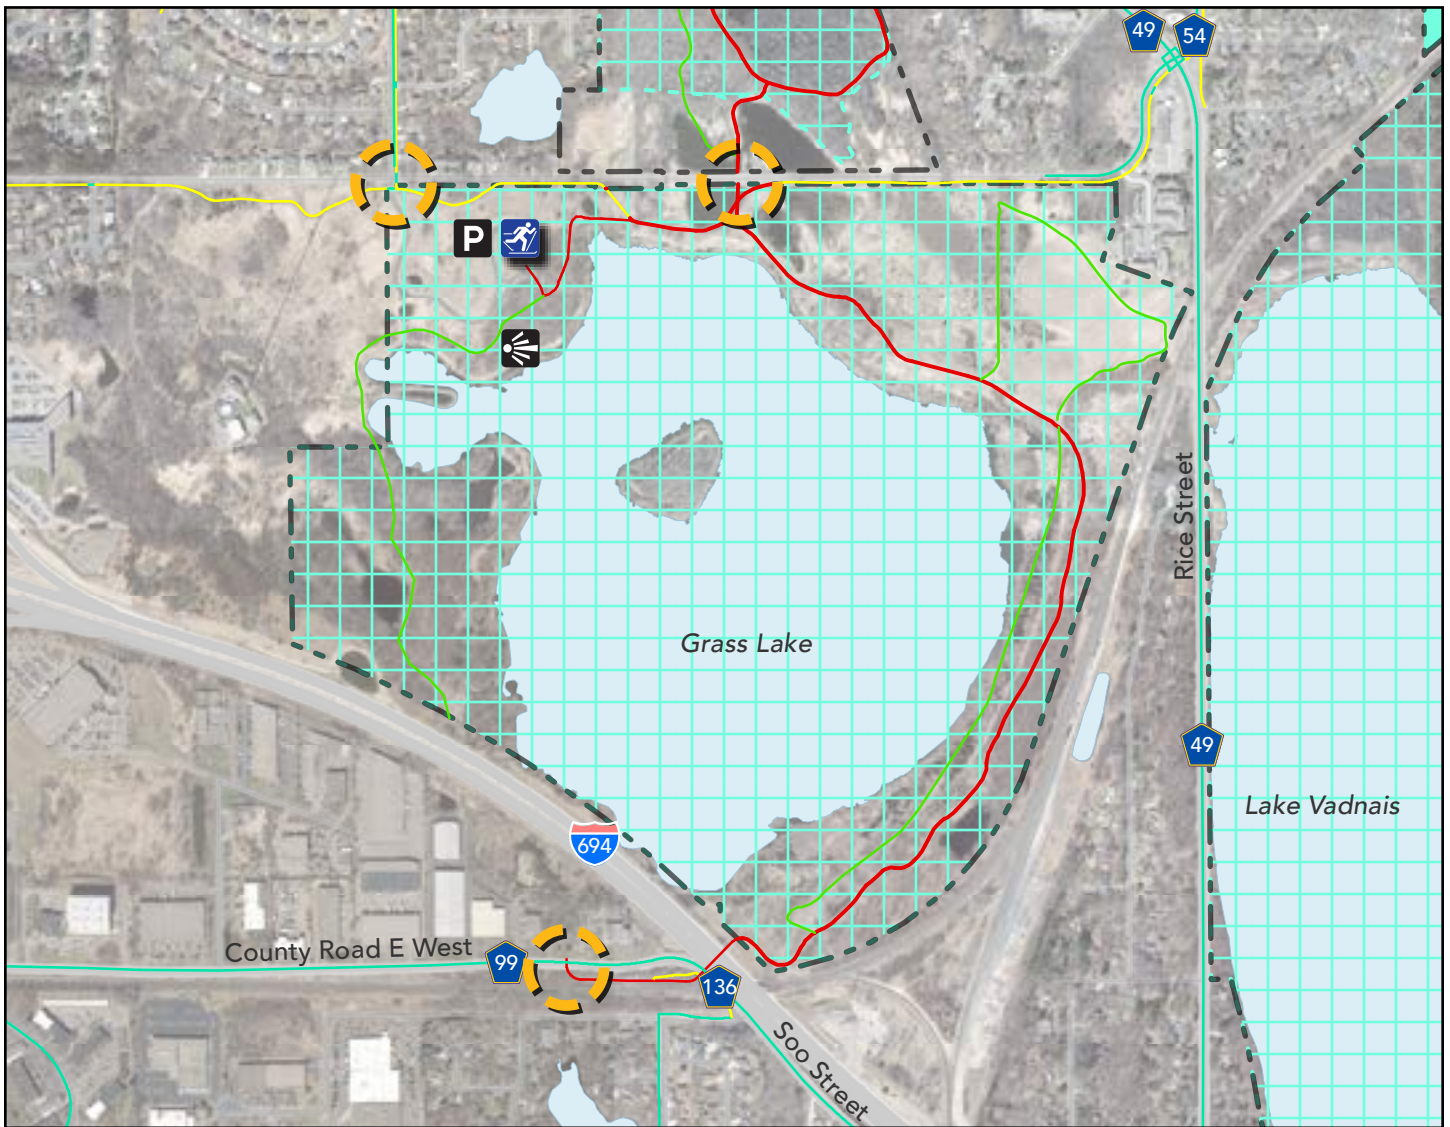 49
54
P
Rice Street
Grass Lake
49
Lake Vadnais
694
County Road E West
99
136
Soo Street